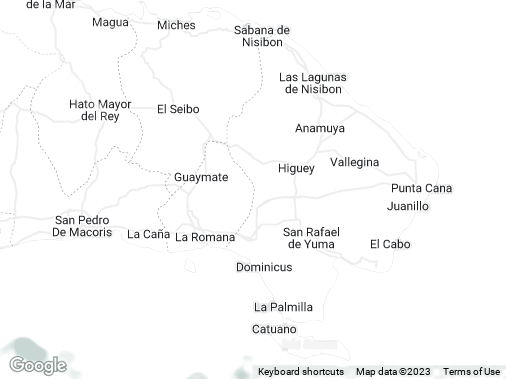 de la Mar
Magua
Miches
Sabana de
Nisibon
Las Lagunas
de Nisibon
Hato Mayor
del Rey
El Seibo
Anamuya
Guaymate
Higuey
Vallegina
Punta Cana
Juanillo
San Pedro
De Macoris
La Caña
La Romana
San Rafael
de Yuma
El Cabo
Dominicus
La Palmilla
Catuano
Google
Keyboard shortcuts
Map data ©2023
Terms of Use